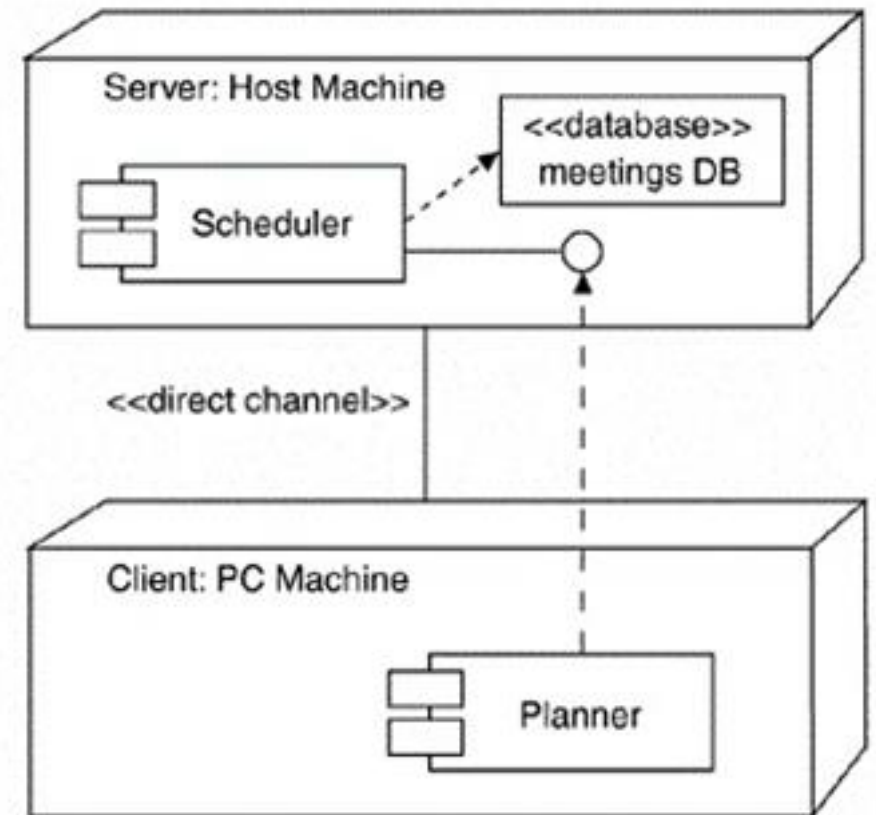 Server: Host Machine
<<database>>
meetings DB
Scheduler
<<direct channel>>
Client: PC Machine
Planner